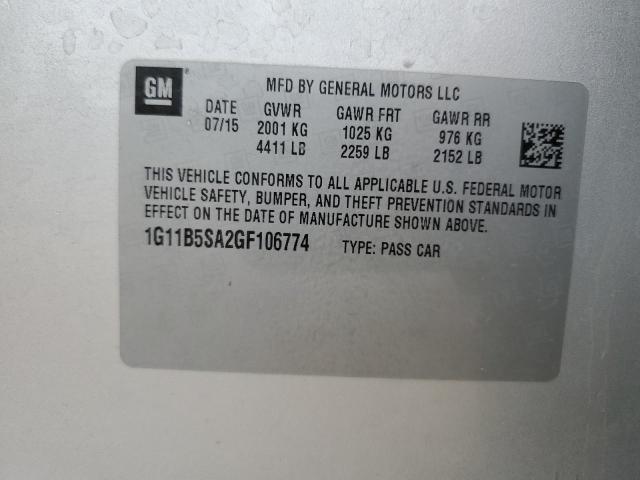 GM
MFD BY GENERAL MOTORS LLC
DATE GVWR GAWR FRT GAWR RR
07/15 2001 KG 1025 KG 976 KG
4411 LB 2259 LB 2152 LB
THIS VEHICLE CONFORMS TO ALL APPLICABLE U.S. FEDERAL MOTOR
VEHICLE SAFETY, BUMPER, AND THEFT PREVENTION STANDARDS IN
EFFECT ON THE DATE OF MANUFACTURE SHOWN ABOVE.
1G11B5SA2GF106774 TYPE: PASS CAR